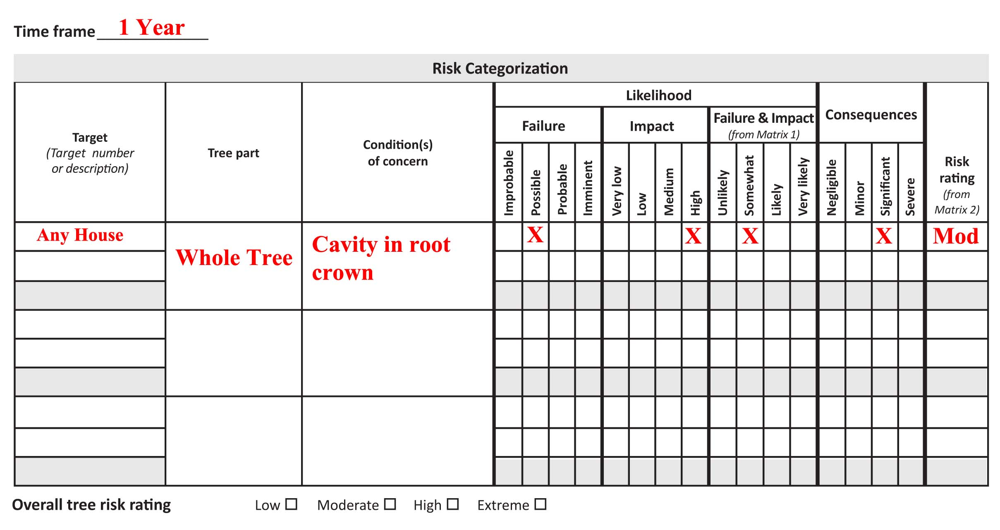 Time frame 1 Year
Risk Categorization
Target
(Target number
or description)
Tree part
Condition(s)
of concern
Likelihood
Failure
Impact
Failure & Impact
(from Matrix 1)
Consequences
Risk
rating
(from
Matrix 2)
Improbable
Possible
Probable
Imminent
Very low
Low
Medium
High
Unlikely
Somewhat
Likely
Very likely
Negligible
Minor
Significant
Severe
Any House
Whole Tree
Cavity in root
crown
X X X X Mod
Overall tree risk rating Low Moderate High Extreme